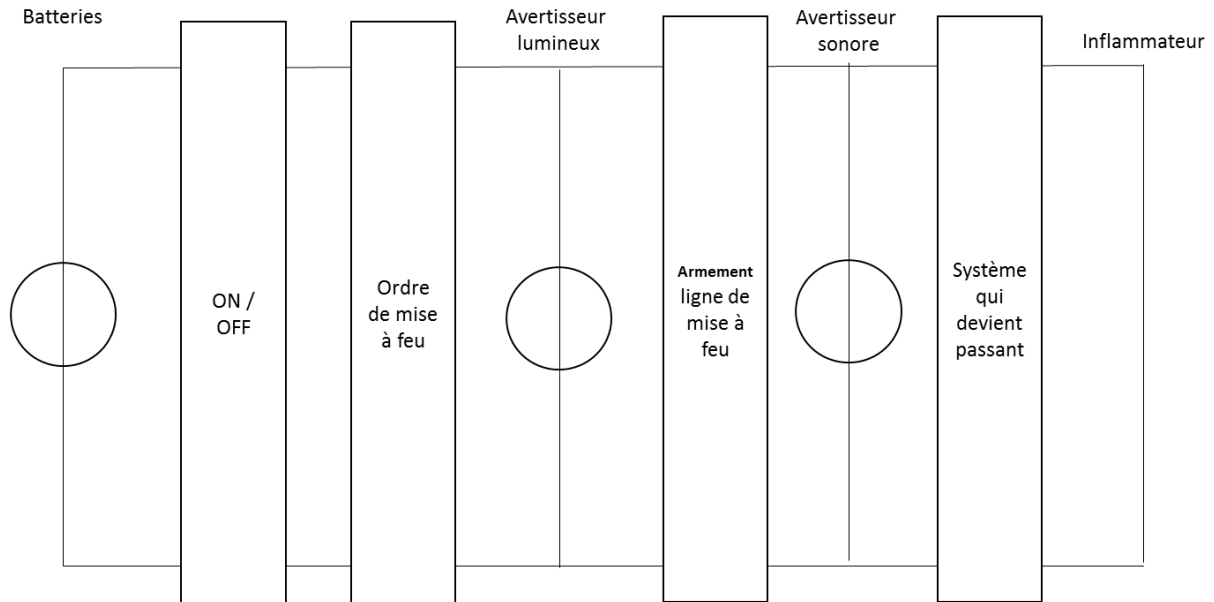 Batteries
ON /
OFF
Ordre
de mise
à feu
Avertisseur
lumineux
Armement
ligne de
mise à
feu
Avertisseur
sonore
Système
qui
devient
passant
Inflammateur